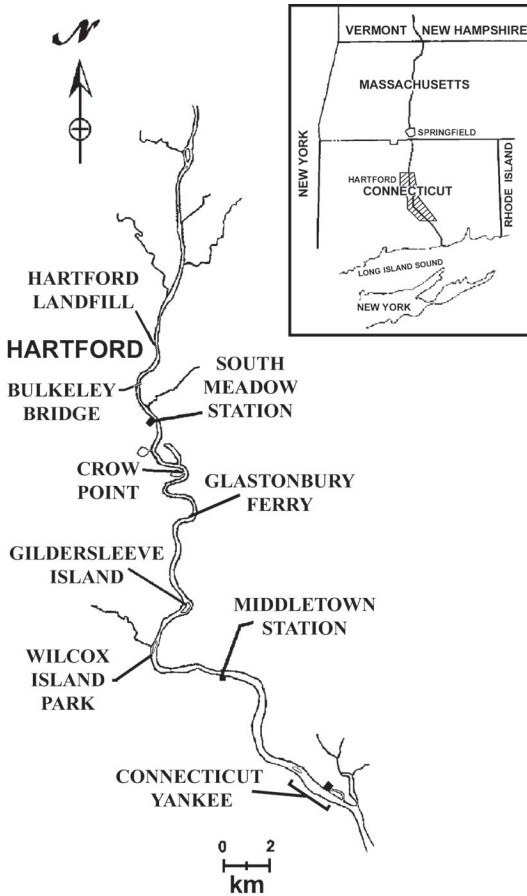 N
VERMONT
NEW HAMPSHIRE
MASSACHUSETTS
SPRINGFIELD
NEW YORK
HARTFORD
CONNECTICUT
RHODE ISLAND
LONG ISLAND SOUND
NEW YORK
HARTFORD
LANDFILL
HARTFORD
BULKELEY
BRIDGE
SOUTH
MEADOW
STATION
CROW
POINT
GLASTONBURY
FERRY
GILDERSLEEVE
ISLAND
MIDDLETOWN
STATION
WILCOX
ISLAND
PARK
CONNECTICUT
YANKEE
0 2
km